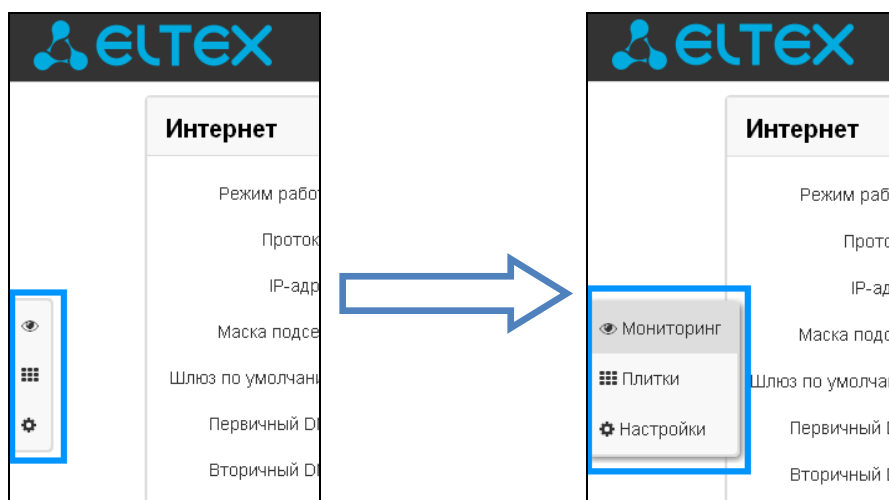 ELTEX
Интернет
Режим рабо
Проток
IP-адр
Маска подсе
Шлюз по умолчани
Первичный
Вторичный
ELTEX
Интернет
Режим раб
Прото
IP-ад
Мониторинг
Маска подс
Плитки
Шлюз по умолча
Настройки
Первичный
Вторичный